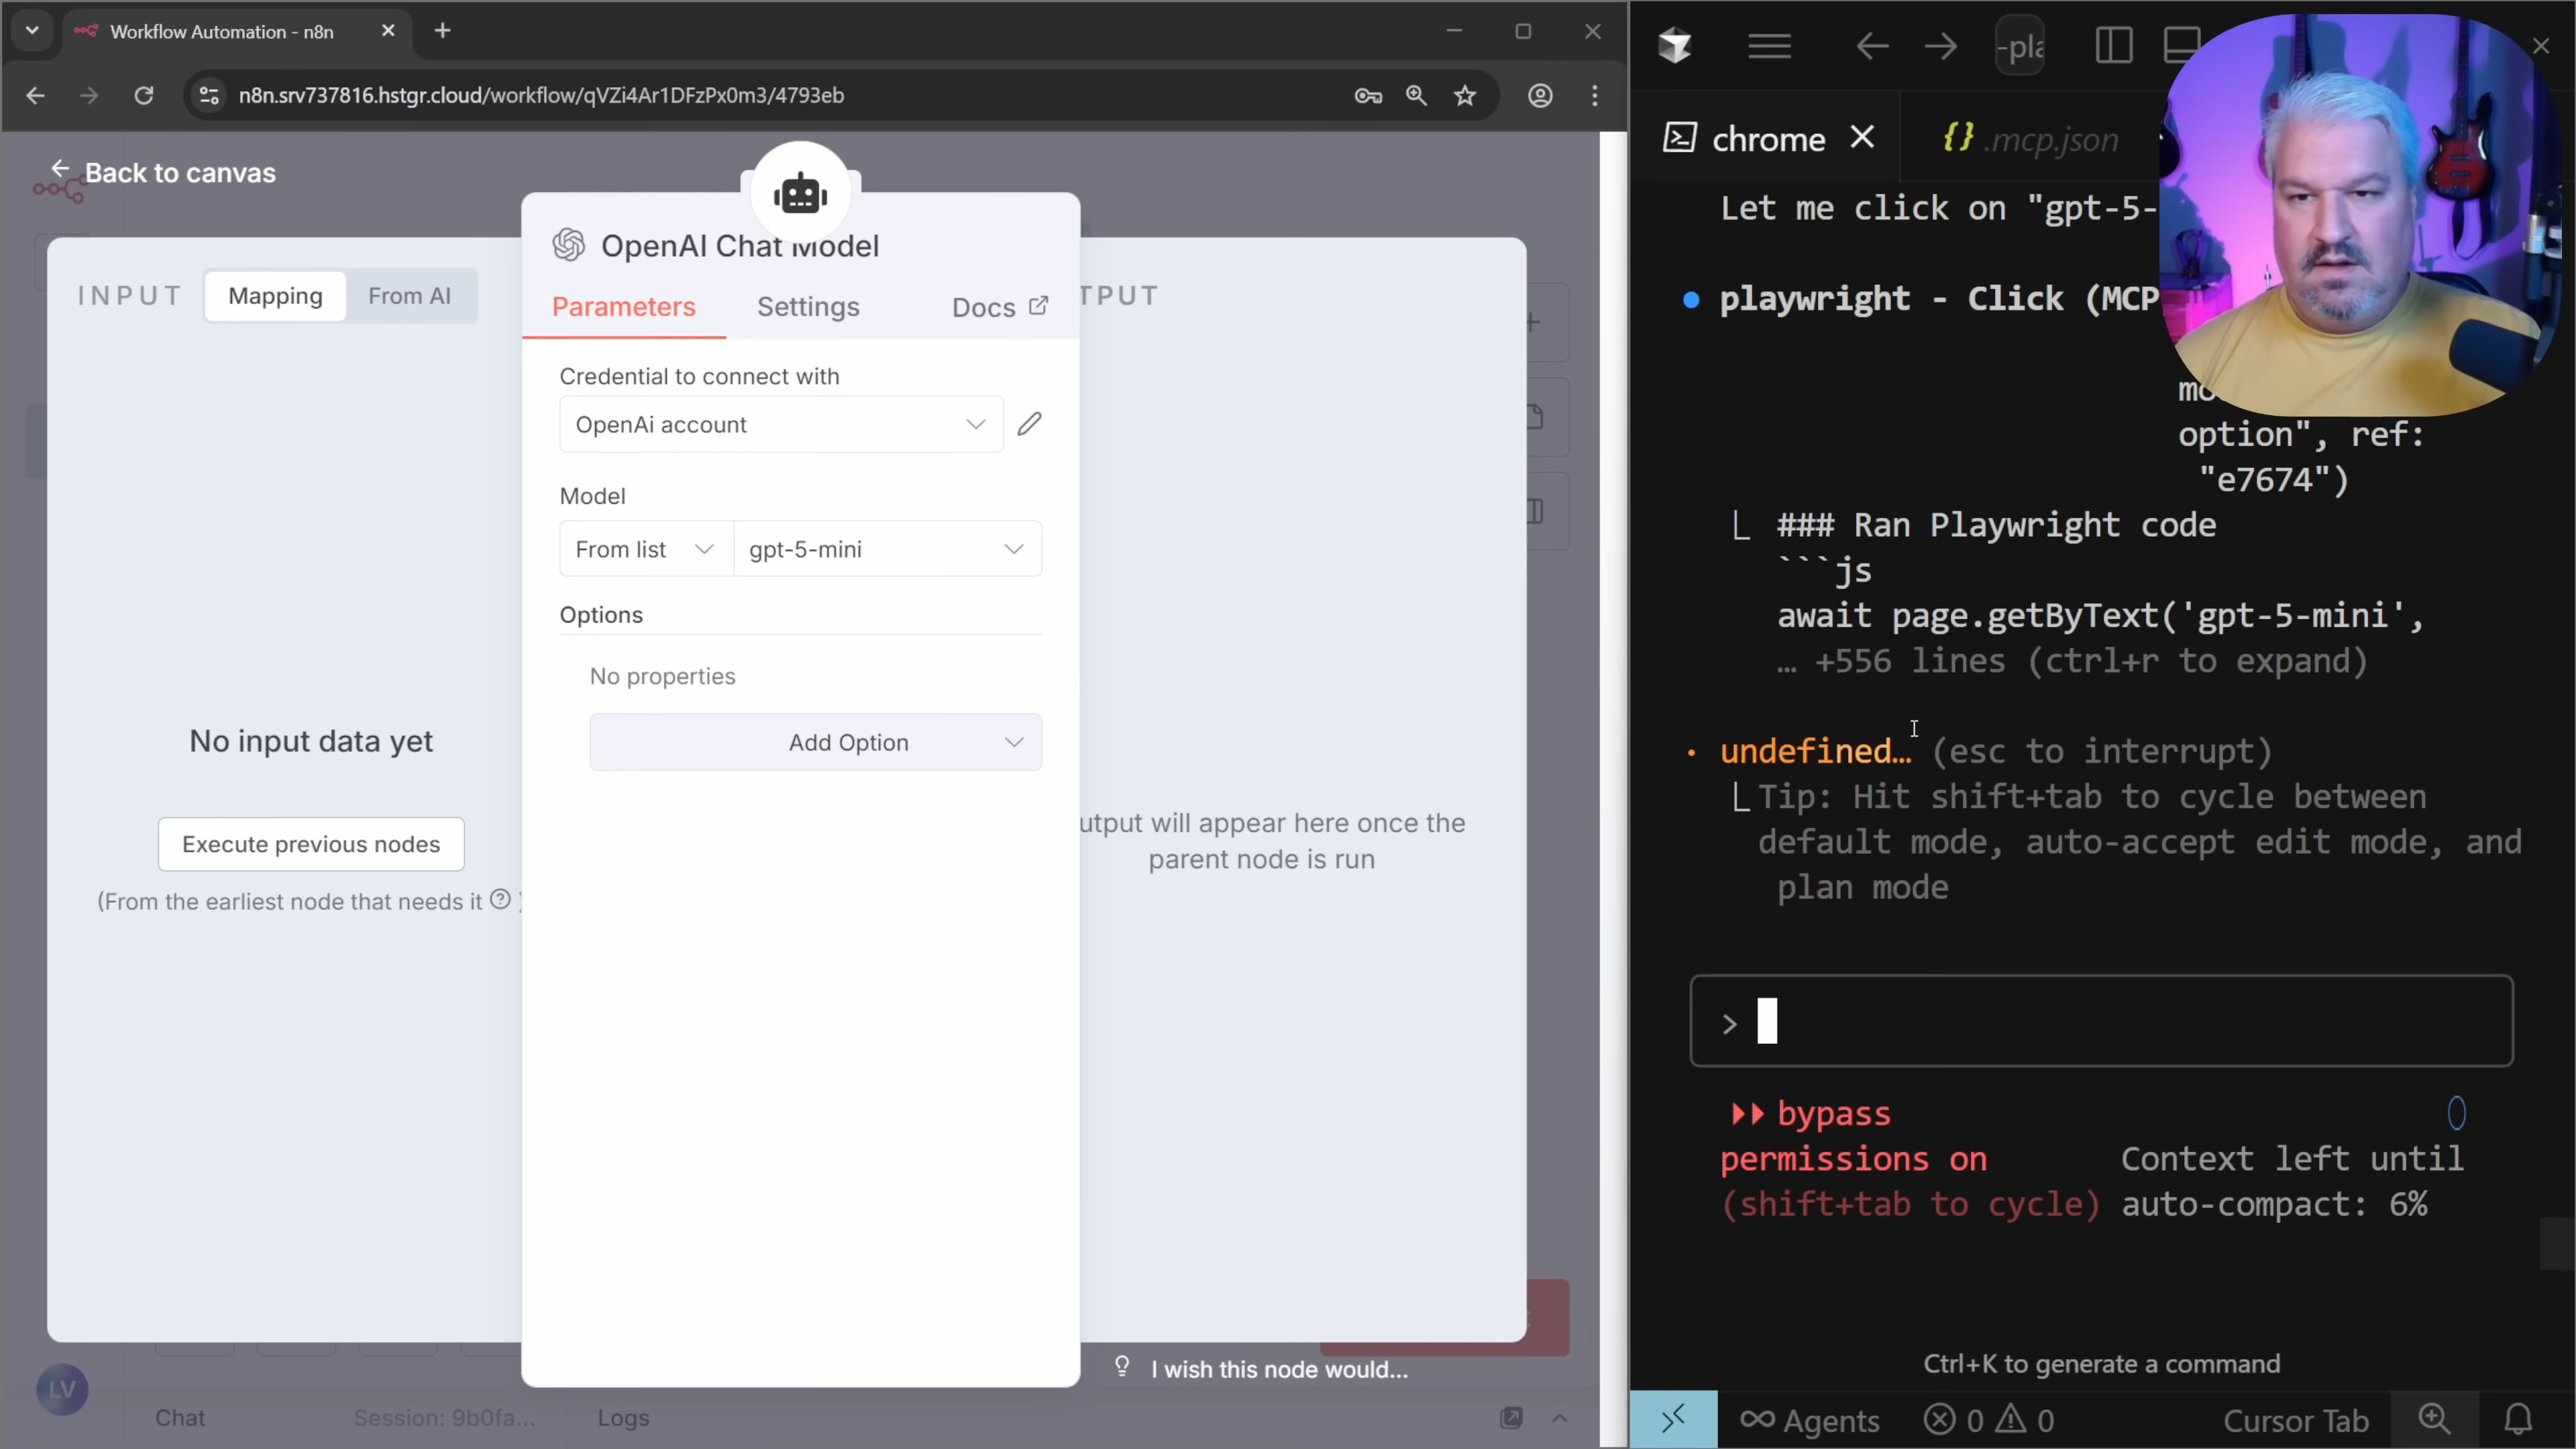 Workflow Automation - n8n
n8n.srv737816.hstgr.cloud/workflow/qVZi4Ar1DFzPx0m3/4793eb
Back to canvas
INPUT
Mapping
From AI
OpenAI Chat Model
Parameters
Settings
Docs
TPUT
Credential to connect with
OpenAi account
Model
From list
gpt-5-mini
Options
No properties
Add Option
No input data yet
Execute previous nodes
(From the earliest node that needs it
utput will appear here once the
parent node is run
I wish this node would...
LV
Chat
Session: 9b0fa...
Logs
-pla
chrome
{} .mcp.json
Let me click on "gpt-5-
playwright - Click (MCP
mo
option", ref:
"e7674")
### Ran Playwright code
```js
await page.getByText('gpt-5-mini',
… +556 lines (ctrl+r to expand)
undefined… (esc to interrupt)
Tip: Hit shift+tab to cycle between
default mode, auto-accept edit mode, and
plan mode
>
bypass
permissions on
(shift+tab to cycle)
Context left until
auto-compact: 6%
Ctrl+K to generate a command
Agents
0
0
Cursor Tab